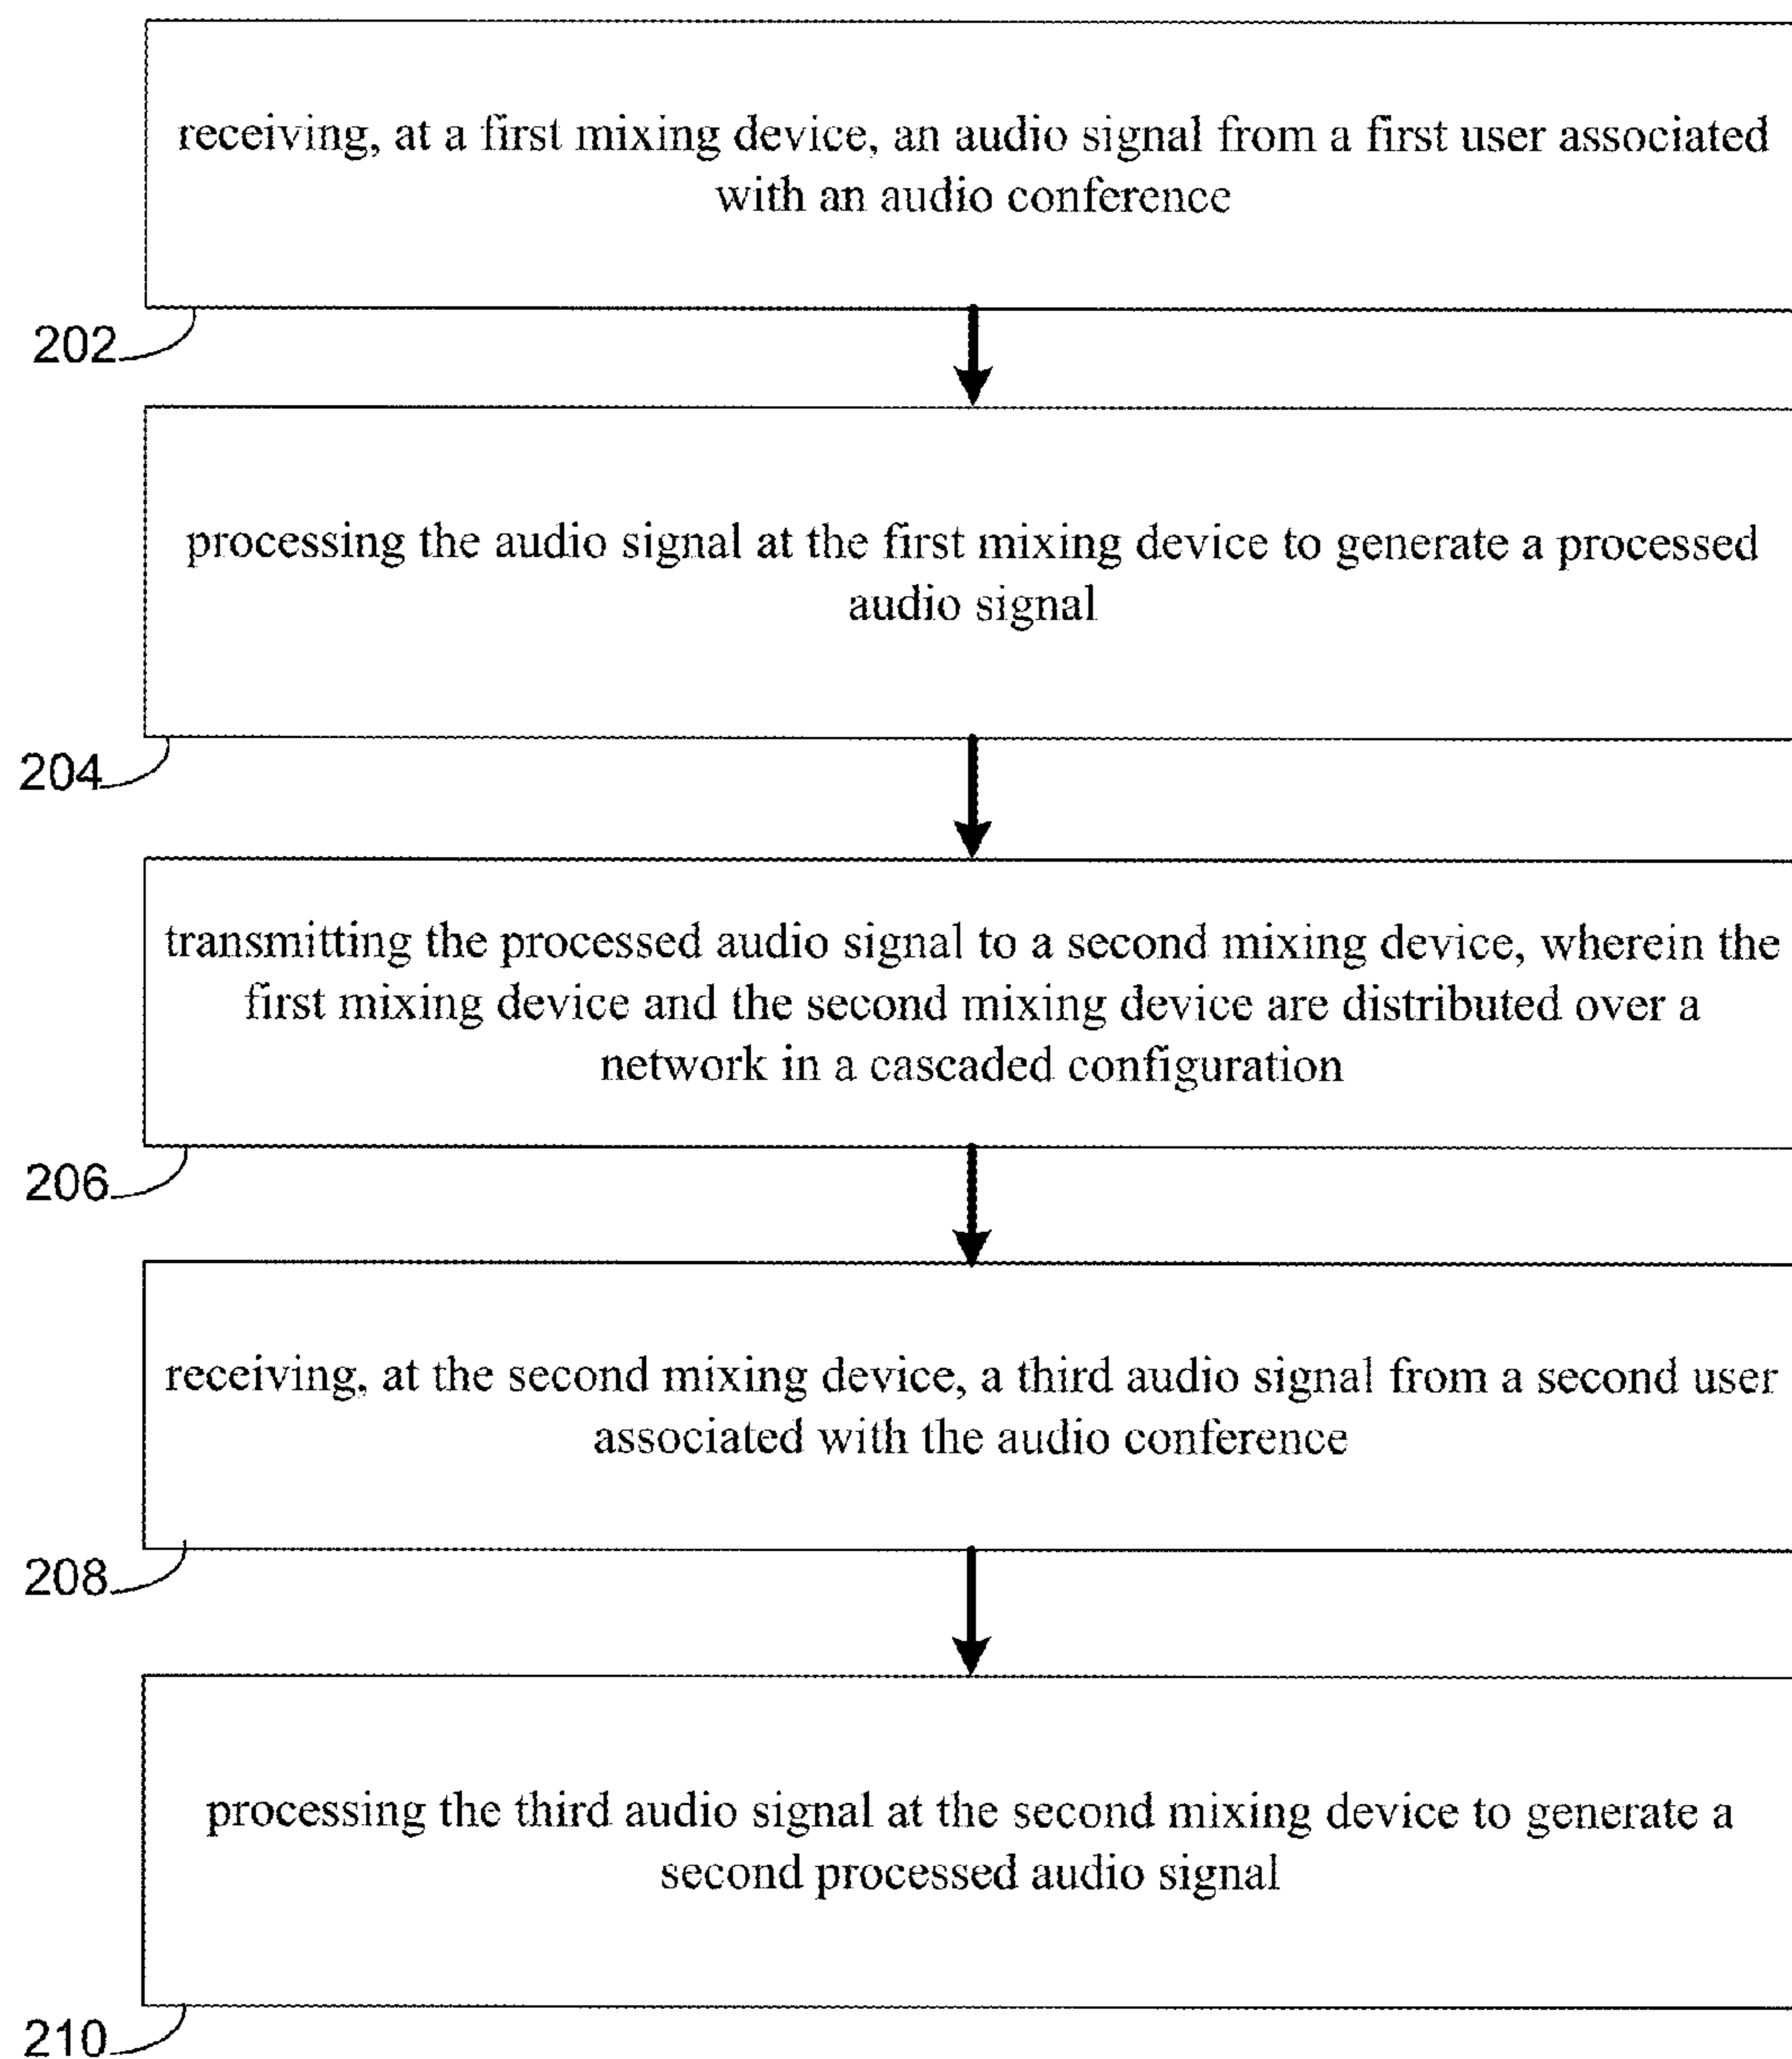 receiving, at a first mixing device, an audio signal from a first user associated
with an audio conference
202
processing the audio signal at the first mixing device to generate a processed
audio signal
204
transmitting the processed audio signal to a second mixing device, wherein the
first mixing device and the second mixing device are distributed over a
network in a cascaded configuration
206
receiving, at the second mixing device, a third audio signal from a second user
associated with the audio conference
208
processing the third audio signal at the second mixing device to generate a
second processed audio signal
210